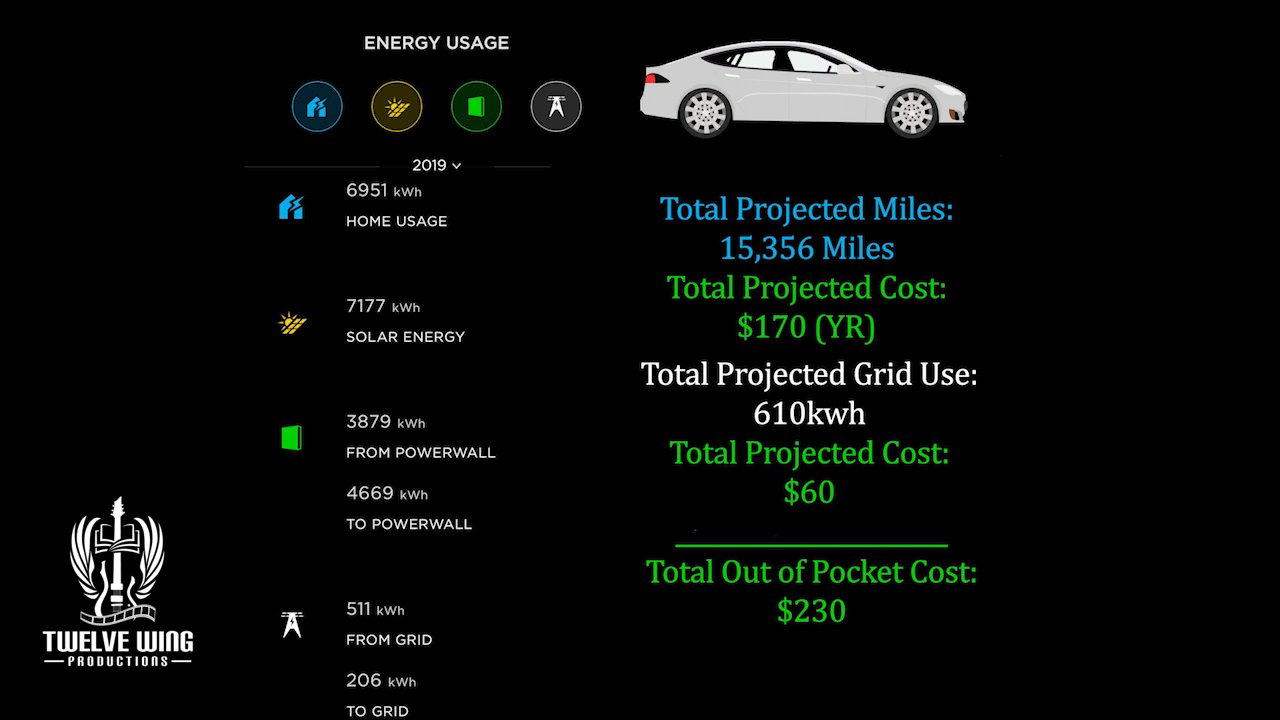 ENERGY USAGE
2019
6951 kWh
HOME USAGE
7177 kWh
SOLAR ENERGY
3879 kWh
FROM POWERWALL
4669 kWh
TO POWERWALL
511 kWh
FROM GRID
206 kWh
TO GRID
Total Projected Miles:
15,356 Miles
Total Projected Cost:
$170 (YR)
Total Projected Grid Use:
610kwh
Total Projected Cost:
$60
Total Out of Pocket Cost:
$230
TWELVE WING
PRODUCTIONS